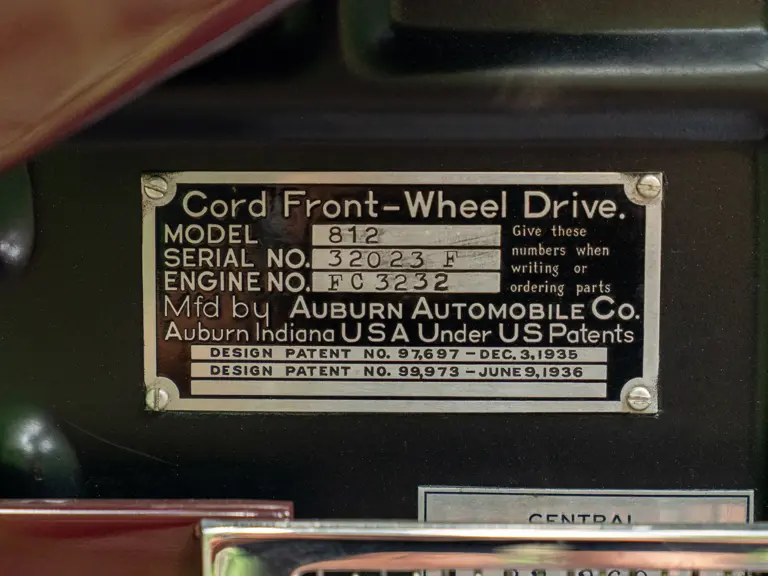 Cord Front-Wheel Drive.
MODEL 812
SERIAL NO. 32023 F
ENGINE NO. FC3232
Give these
numbers when
writing or
ordering parts
Mfd by AUBURN AUTOMOBILE CO.
Auburn Indiana USA Under US Patents
DESIGN PATENT NO. 97,697-DEC. 3, 1935
DESIGN PATENT NO. 99,973-JUNE 9, 1936
CENTRAL